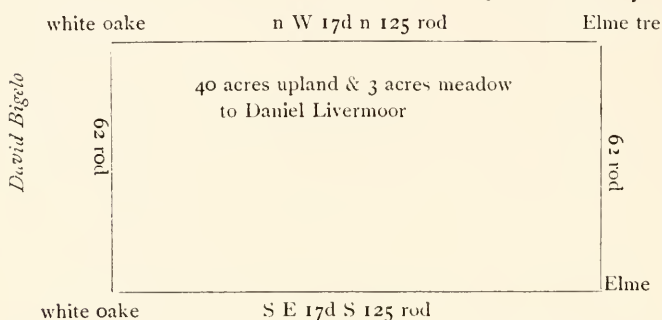 white oake n W 17d n 125 rod Elme tre
40 acres upland & 3 acres meadow
to Daniel Livermoor
David Bigelo
62 rod
62 rod
Elme
white oake S E 17d S 125 rod